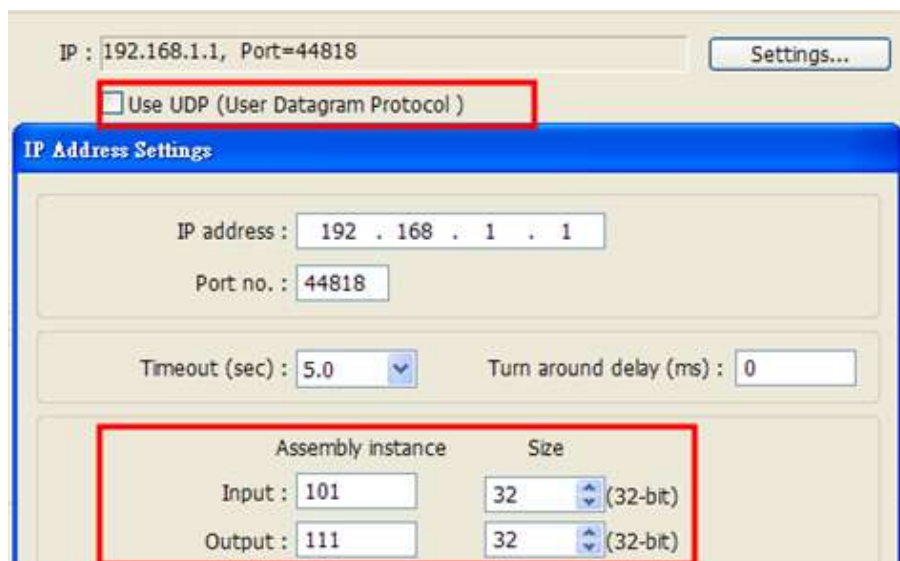 IP : 192.168.1.1, Port=44818 Settings...
Use UDP (User Datagram Protocol )
IP Address Settings
IP address : 192 . 168 . 1 . 1
Port no. : 44818
Timeout (sec) : 5.0 Turn around delay (ms) : 0
Assembly instance Size
Input : 101 32 (32-bit)
Output : 111 32 (32-bit)